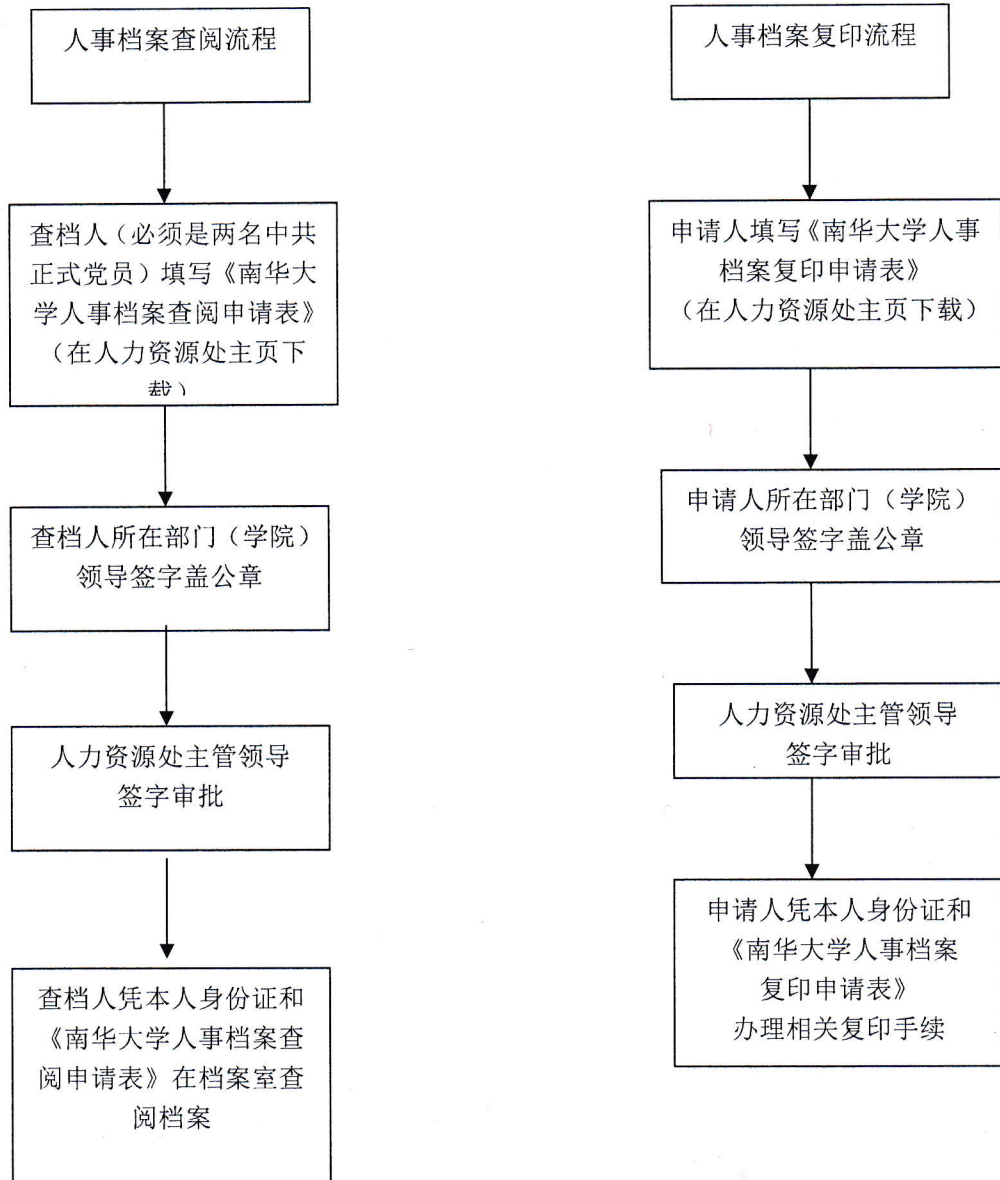 人事档案查阅流程
查档人（必须是两名中共
正式党员）填写《南华大
学人事档案查阅申请表》
（在人力资源处主页下
载）
查档人所在部门（学院）
领导签字盖公章
人力资源处主管领导
签字审批
查档人凭本人身份证和
《南华大学人事档案查
阅申请表》在档案室查
阅档案
人事档案复印流程
申请人填写《南华大学人事
档案复印申请表》
（在人力资源处主页下载）
申请人所在部门（学院）
领导签字盖公章
人力资源处主管领导
签字审批
申请人凭本人身份证和
《南华大学人事档案
复印申请表》
办理相关复印手续